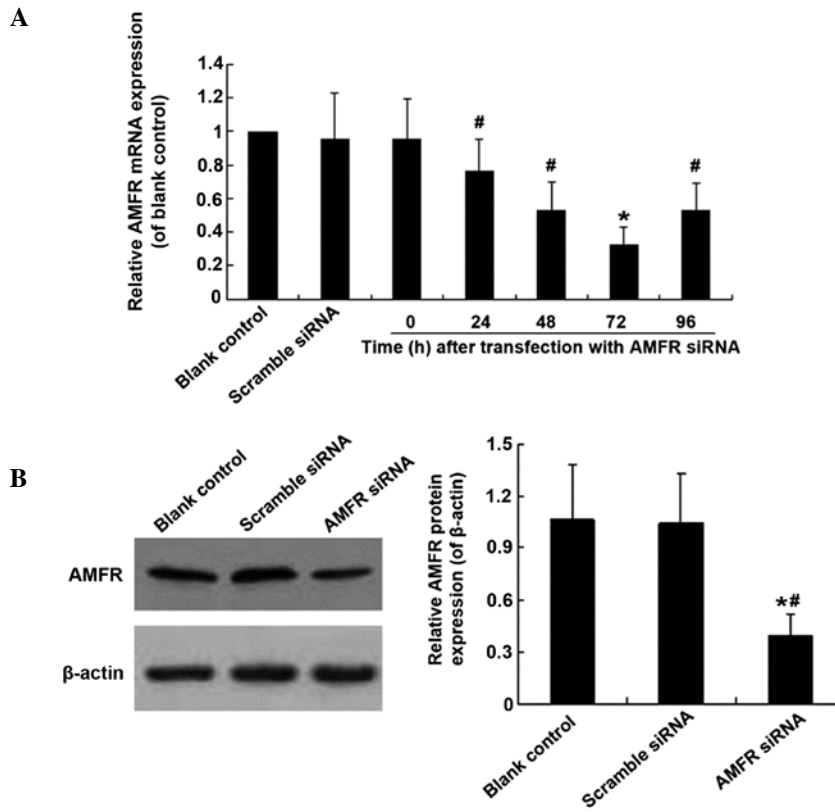 A
Relative AMFR mRNA expression
(of blank control)
1.4
1.2
1
0.8
0.6
0.4
0.2
0
#
#
*
#
Blank control
Scramble siRNA
0 24 48 72 96
Time (h) after transfection with AMFR siRNA
B
Blank control
Scramble siRNA
AMFR siRNA
AMFR
β-actin
Relative AMFR protein
expression (of β-actin)
1.5
1.2
0.9
0.6
0.3
0
*#
Blank control
Scramble siRNA
AMFR siRNA